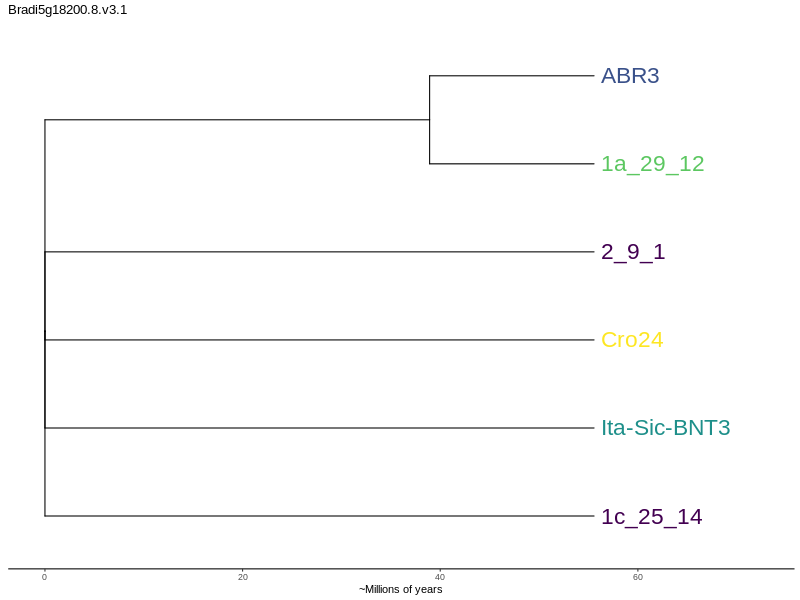 Bradi5g18200.8.v3.1
ABR3
1a_29_12
2_9_1
Cro24
Ita-Sic-BNT3
1c_25_14
0 20 40 60
~Millions of years